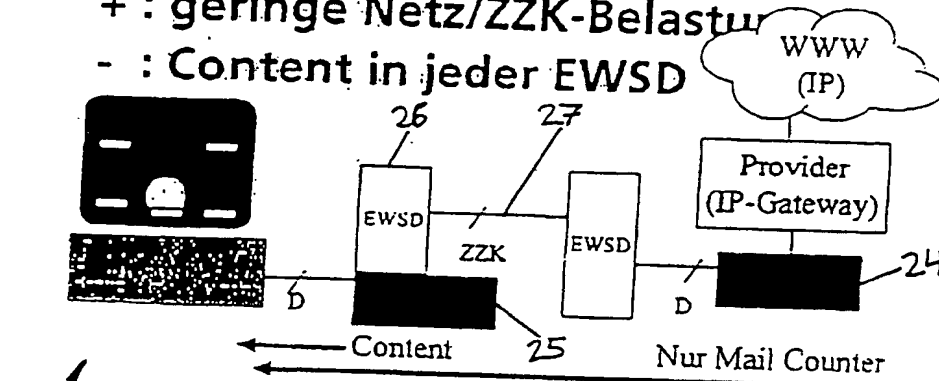 + : geringe Netz/ZZK-Belastung
- : Content in jeder EWSD
WWW
(IP)
26
27
Provider
(IP-Gateway)
EWSD
ZZK
EWSD
24
D
D
25
Content
Nur Mail Counter